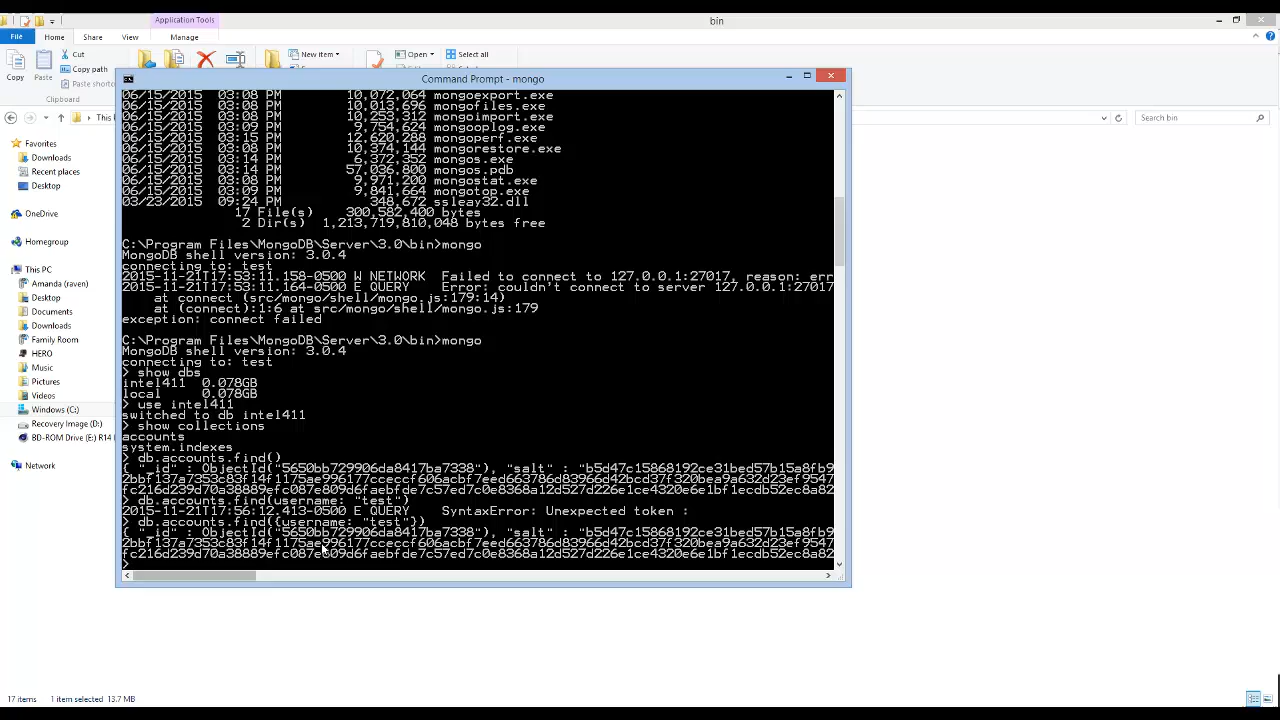 Application Tools
bin
File
Home
Share
View
Manage
Copy
Paste
Cut
Copy path
Paste shortc
New item
Open
Select all
Clipboard
This
Search bin
Favorites
Downloads
Recent places
Desktop
OneDrive
Homegroup
This PC
Amanda (raven)
Desktop
Documents
Downloads
Family Room
HERO
Music
Pictures
Videos
Windows (C:)
Recovery Image (D:)
BD-ROM Drive (E:) R14
Network
17 items
1 item selected 13.7 MB
Command Prompt - mongo
06/15/2015 03:08 PM 10,072,064 mongoexport.exe
06/15/2015 03:08 PM 10,013,696 mongofiles.exe
06/15/2015 03:08 PM 10,253,312 mongoimport.exe
06/15/2015 03:09 PM 9,754,624 mongooplog.exe
06/15/2015 03:15 PM 12,620,288 mongoperf.exe
06/15/2015 03:08 PM 10,374,144 mongorestore.exe
06/15/2015 03:14 PM 6,372,352 mongos.exe
06/15/2015 03:14 PM 57,036,800 mongos.pdb
06/15/2015 03:08 PM 9,971,200 mongostat.exe
06/15/2015 03:09 PM 9,841,664 mongotop.exe
03/23/2015 09:24 PM 348,672 ssleay32.dll
17 File(s) 300,582,400 bytes
2 Dir(s) 1,213,719,810,048 bytes free
C:\Program Files\MongoDB\Server\3.0\bin>mongo
MongoDB shell version: 3.0.4
connecting to: test
2015-11-21T17:53:11.158-0500 W NETWORK Failed to connect to 127.0.0.1:27017, reason: err
2015-11-21T17:53:11.164-0500 E QUERY Error: couldn't connect to server 127.0.0.1:27017
at connect (src/mongo/shell/mongo.js:179:14)
at (connect):1:6 at src/mongo/shell/mongo.js:179
exception: connect failed
C:\Program Files\MongoDB\Server\3.0\bin>mongo
MongoDB shell version: 3.0.4
connecting to: test
> show dbs
intel411 0.078GB
local 0.078GB
> use intel411
switched to db intel411
> show collections
accounts
system.indexes
> db.accounts.find()
{ "_id" : ObjectId("5650bb729906da8417ba7338"), "salt" : "b5d47c15868192ce31bed57b15a8fb9
2bbf137a7353c83f14f1175ae996177cceccf606acbf7eed663786d83966d42bcd37f320bea9a632d23ef9547
fc216d239d70a38889efc087e809d6faebfde7c57ed7c0e8368a12d527d226e1ce4320e6e1bfcdb52ec8a82
> db.accounts.find(username: "test")
2015-11-21T17:56:12.413-0500 E QUERY SyntaxError: Unexpected token :
> db.accounts.find({username: "test"})
{ "_id" : ObjectId("5650bb729906da8417ba7338"), "salt" : "b5d47c15868192ce31bed57b15a8fb9
2bbf137a7353c83f14f1175ae996177cceccf606acbf7eed663786d83966d42bcd37f320bea9a632d23ef9547
fc216d239d70a38889efc087e809d6faebfde7c57ed7c0e8368a12d527d226e1ce4320e6e1bfcdb52ec8a82
>